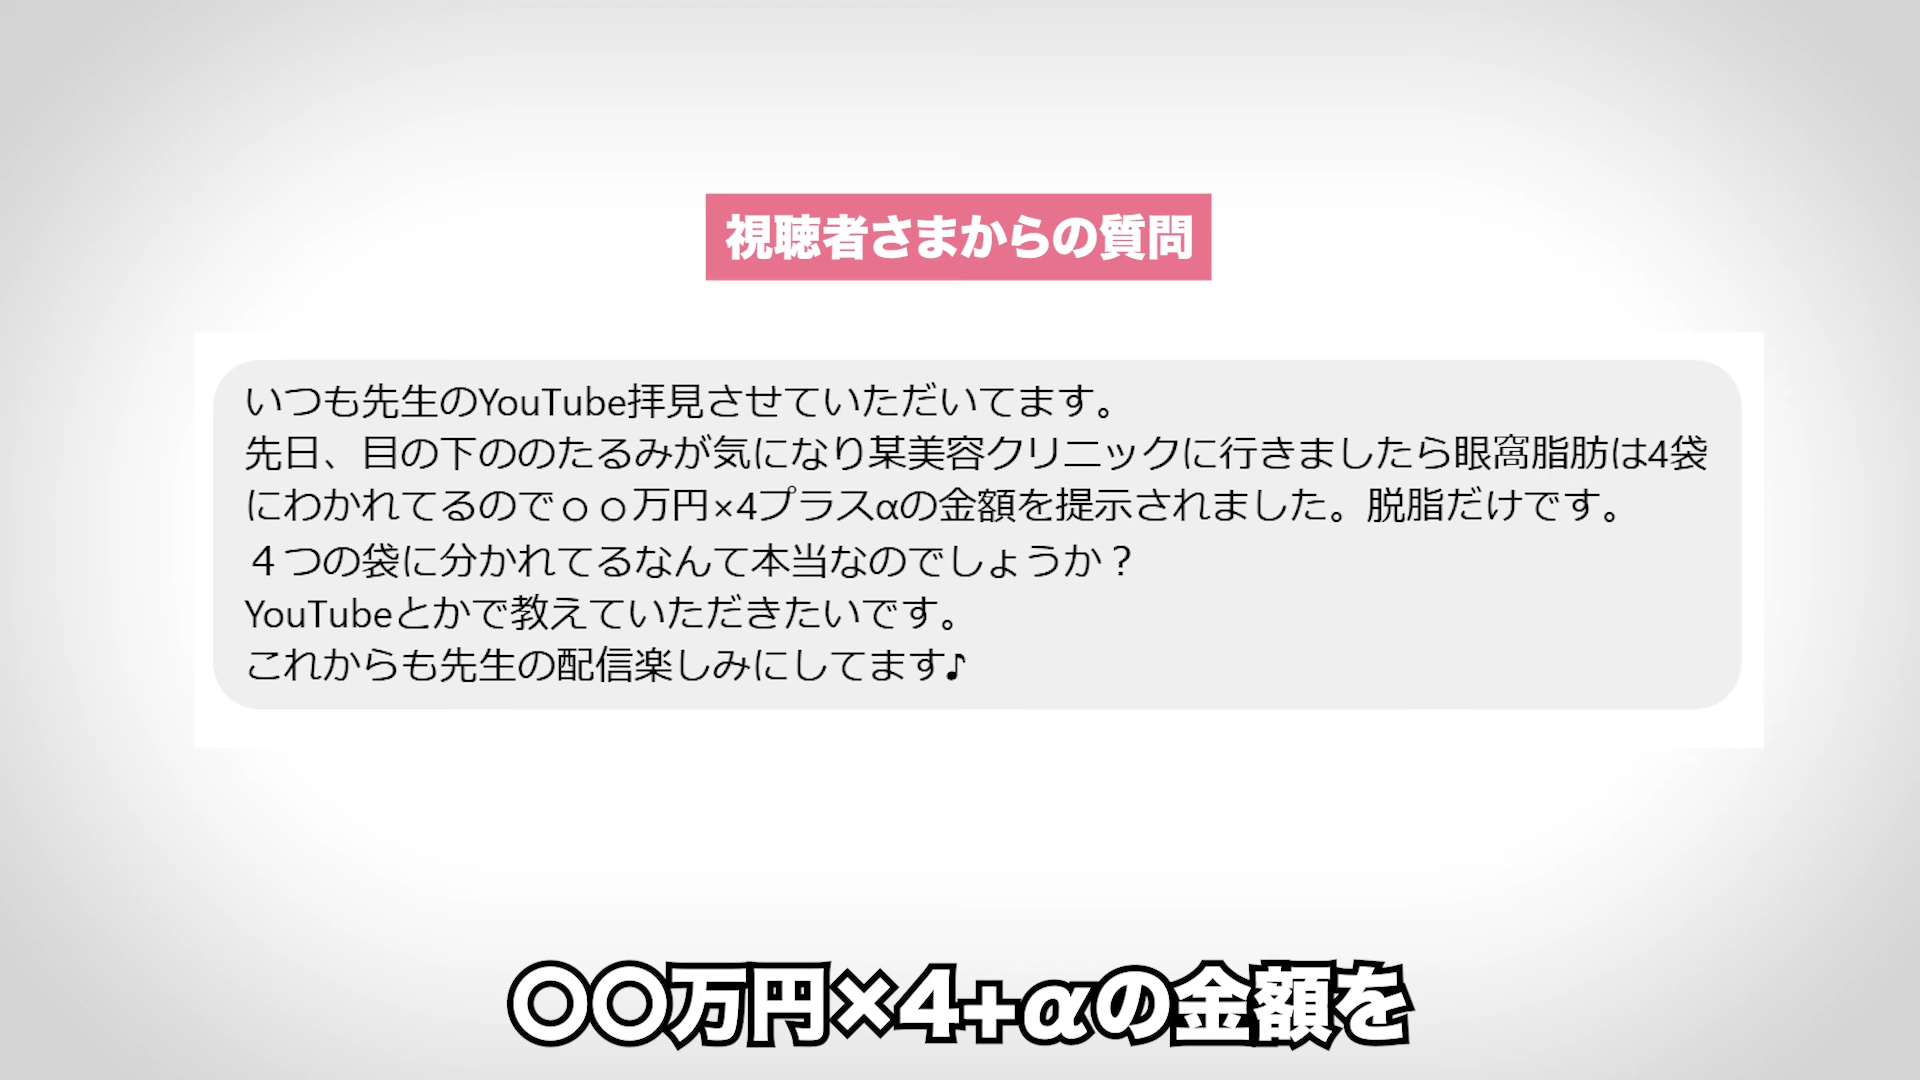 視聴者さまからの質問
いつも先生のYouTube拝見させていただいてます。
先日、目の下ののたるみが気になり某美容クリニックに行きましたら眼窩脂肪は4袋
にわかれてるのでｏｏ万円×4プラスαの金額を提示されました。脱脂だけです。
４つの袋に分かれてるなんて本当なのでしょうか？
YouTubeとかで教えていただきたいです。
これからも先生の配信楽しみにしてます♪
〇〇万円×4+αの金額を